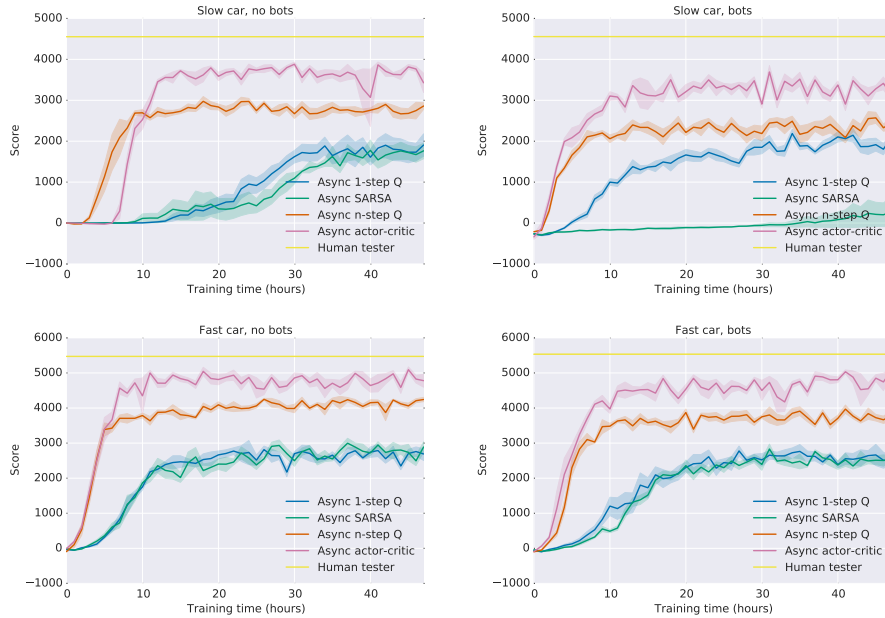 Slow car, no bots
5000
4000
3000
2000
1000
0
−1000
Score
0 10 20 30 40
Training time (hours)
Async 1-step Q
Async SARSA
Async n-step Q
Async actor-critic
Human tester
Slow car, bots
5000
4000
3000
2000
1000
0
−1000
Score
0 10 20 30 40
Training time (hours)
Async 1-step Q
Async SARSA
Async n-step Q
Async actor-critic
Human tester
Fast car, no bots
6000
5000
4000
3000
2000
1000
0
−1000
Score
0 10 20 30 40
Training time (hours)
Async 1-step Q
Async SARSA
Async n-step Q
Async actor-critic
Human tester
Fast car, bots
6000
5000
4000
3000
2000
1000
0
−1000
Score
0 10 20 30 40
Training time (hours)
Async 1-step Q
Async SARSA
Async n-step Q
Async actor-critic
Human tester